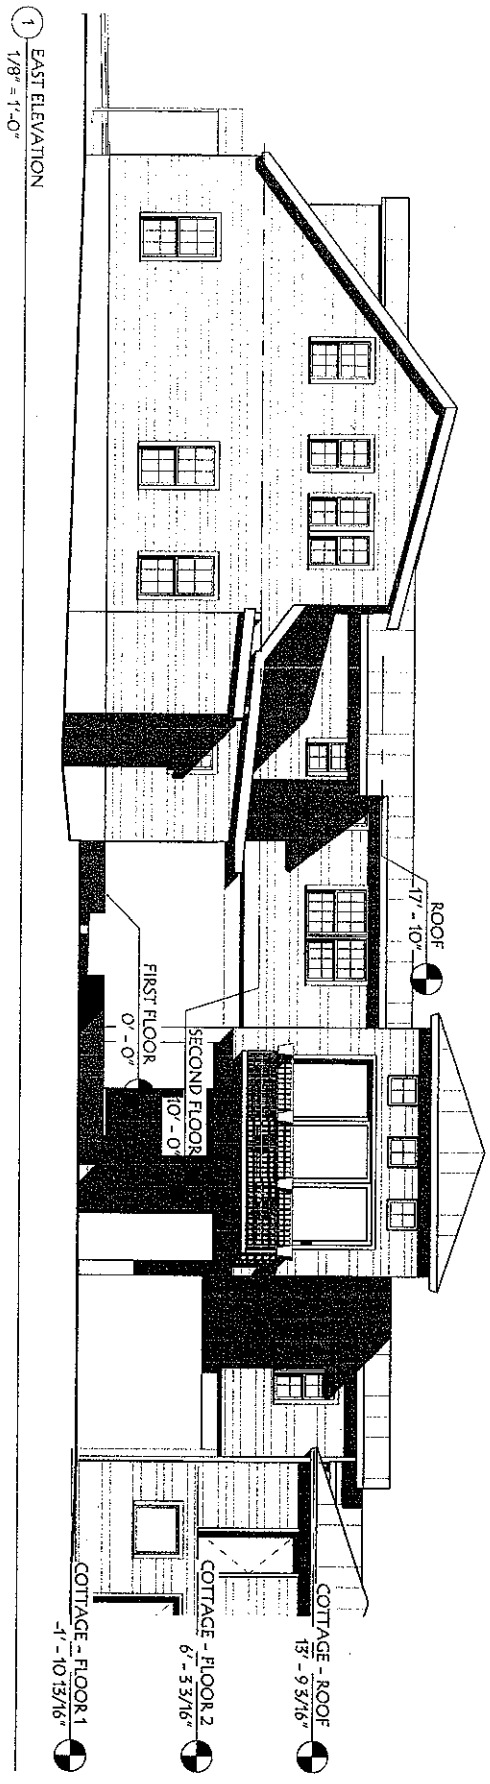 1
EAST ELEVATION
1/8" = 1'-0"
ROOF
17' - 10"
FIRST FLOOR
0' - 0"
SECOND FLOOR
10' - 0"
COTTAGE - ROOF
13' - 9 3/16"
COTTAGE - FLOOR 2
6' - 3 3/16"
COTTAGE - FLOOR 1
-1' - 10 13/16"